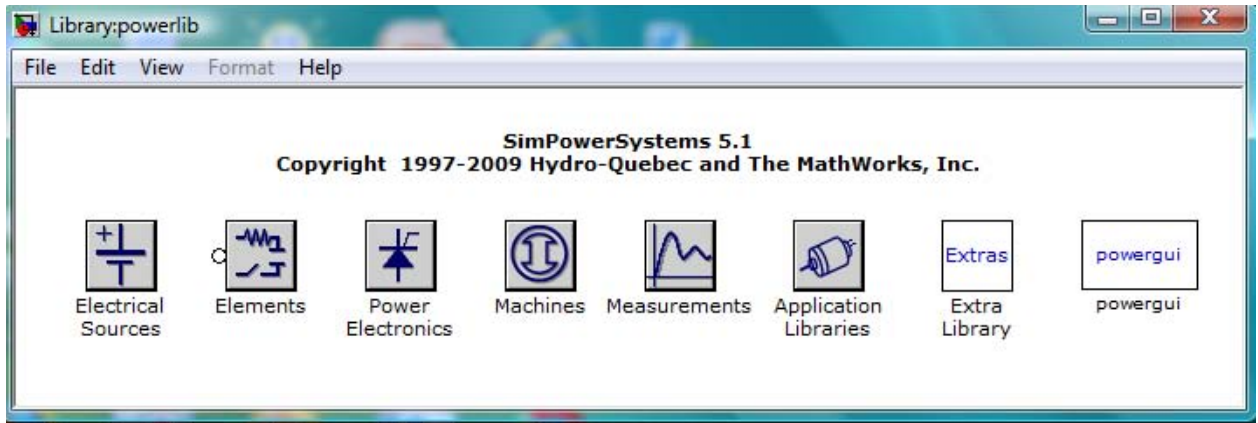 Library:powerlib
File Edit View Format Help
SimPowerSystems 5.1
Copyright 1997-2009 Hydro-Quebec and The MathWorks, Inc.
Extras
powergui
Electrical Sources
Elements
Power Electronics
Machines
Measurements
Application Libraries
Extra Library
powergui